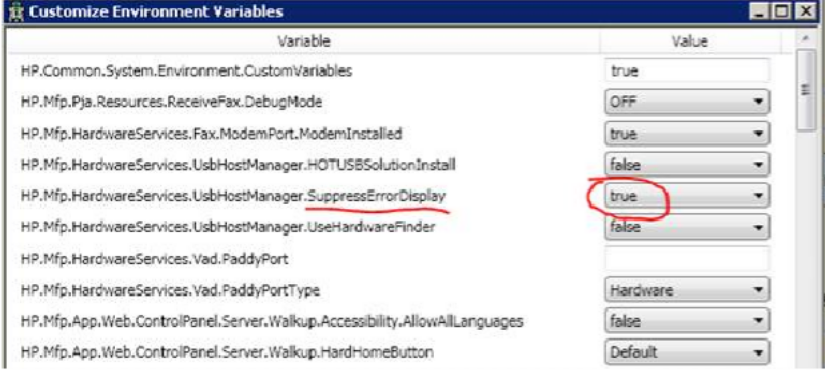 Customize Environment Variables
Variable Value
HP.Common.System.Environment.CustomVariables true
HP.Mfp.Pja.Resources.ReceiveFax.DebugMode OFF
HP.Mfp.HardwareServices.Fax.ModemPort.ModemInstalled true
HP.Mfp.HardwareServices.UsbHostManager.HOTUSBSolutionInstall false
HP.Mfp.HardwareServices.UsbHostManager.SuppressErrorDisplay true
HP.Mfp.HardwareServices.UsbHostManager.UseHardwareFinder false
HP.Mfp.HardwareServices.Vad.PaddyPort
HP.Mfp.HardwareServices.Vad.PaddyPortType Hardware
HP.Mfp.App.Web.ControlPanel.Server.Walkup.Accessibility.AllowAllLanguages false
HP.Mfp.App.Web.ControlPanel.Server.Walkup.HardHomeButton Default